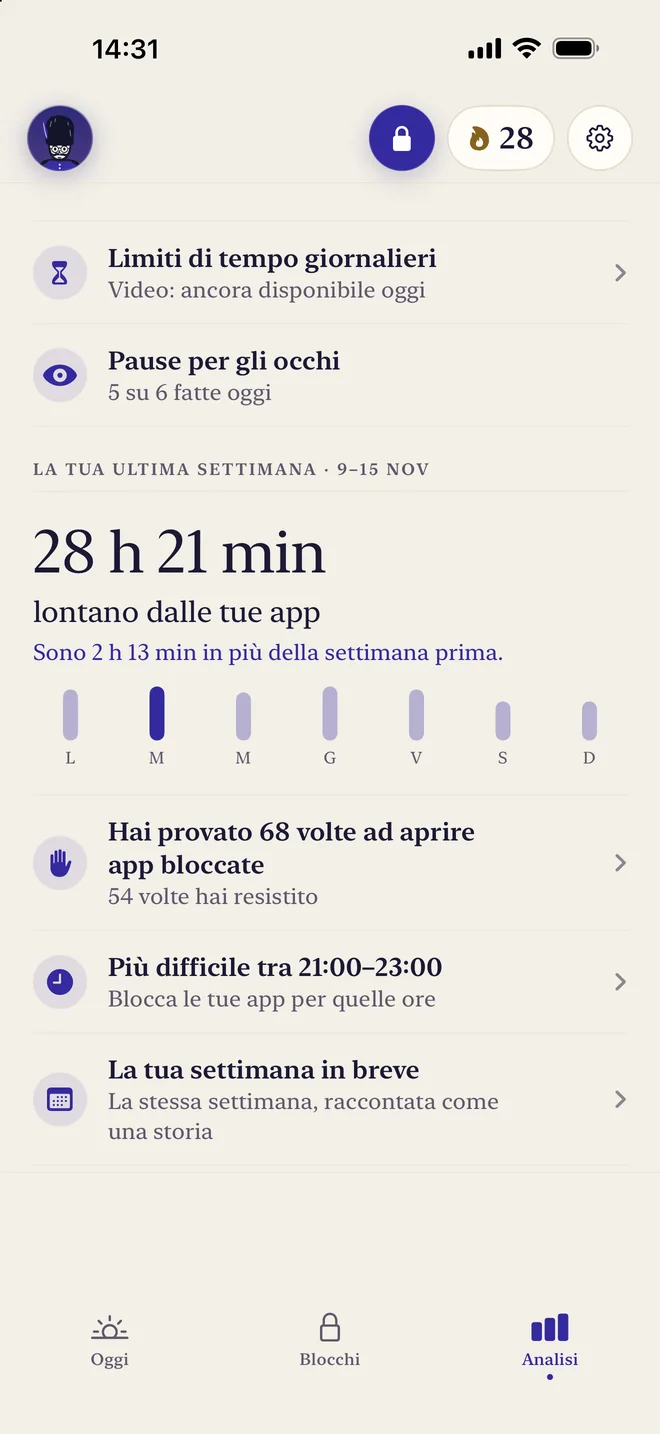 14:31
28
Limiti di tempo giornalieri
Video: ancora disponibile oggi
Pause per gli occhi
5 su 6 fatte oggi
LA TUA ULTIMA SETTIMANA · 9–15 NOV
28 h 21 min
lontano dalle tue app
Sono 2 h 13 min in più della settimana prima.
L M M G V S D
Hai provato 68 volte ad aprire
app bloccate
54 volte hai resistito
Più difficile tra 21:00–23:00
Blocca le tue app per quelle ore
La tua settimana in breve
La stessa settimana, raccontata come
una storia
Oggi Blocchi Analisi